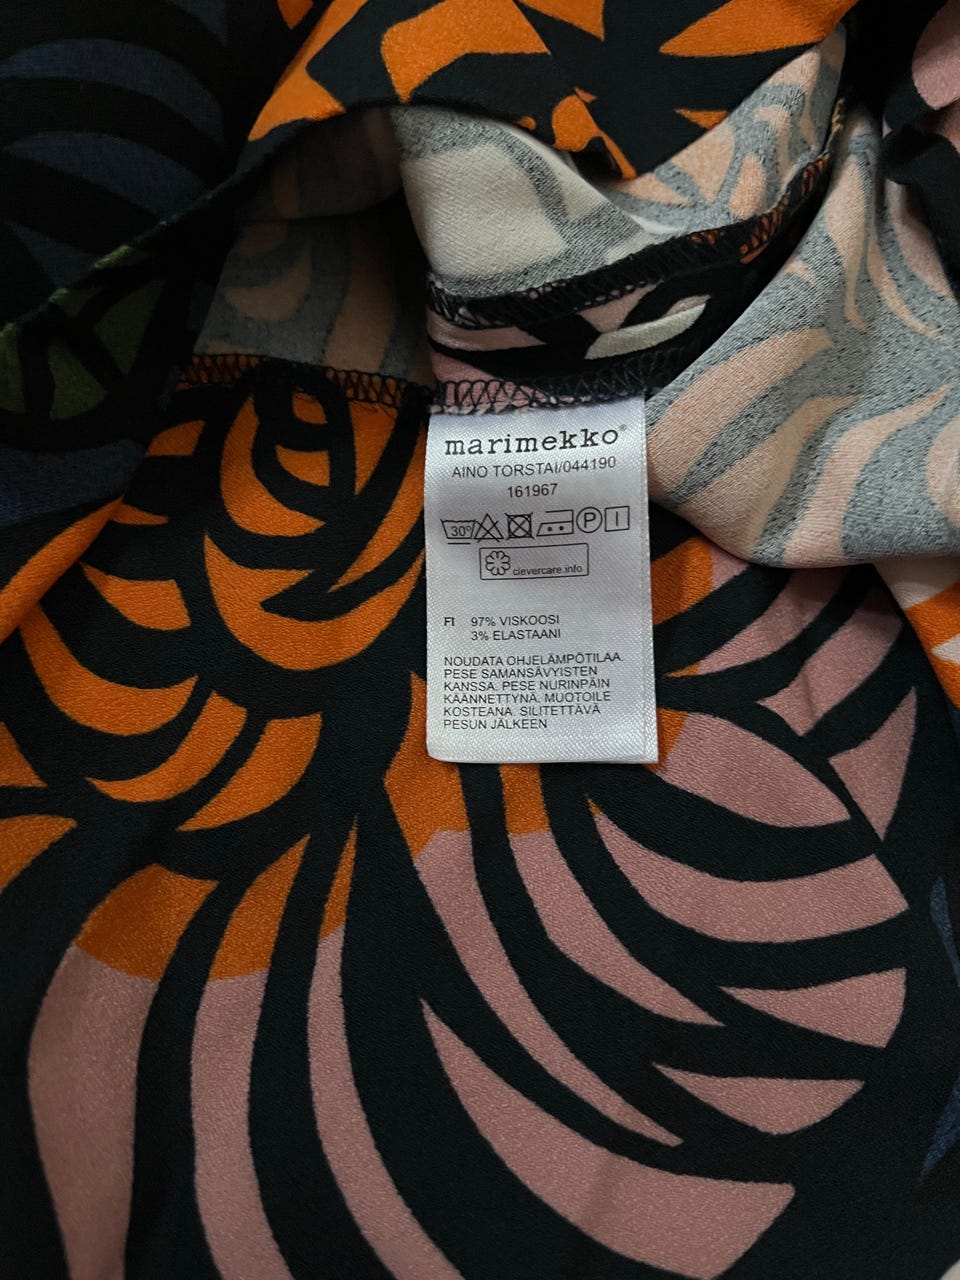 marimekko®
AINO TORSTAI/044190
161967
30° P I
clevercare.info
FI 97% VISKOOSI
3% ELASTAANI
NOUDATA OHJELÄMPÖTILAA.
PESE SAMANSÄVYISTEN
KANSSA. PESE NURINPÄIN
KÄÄNNETTYNÄ. MUOTOILE
KOSTEANA. SILITETTÄVÄ
PESUN JÄLKEEN